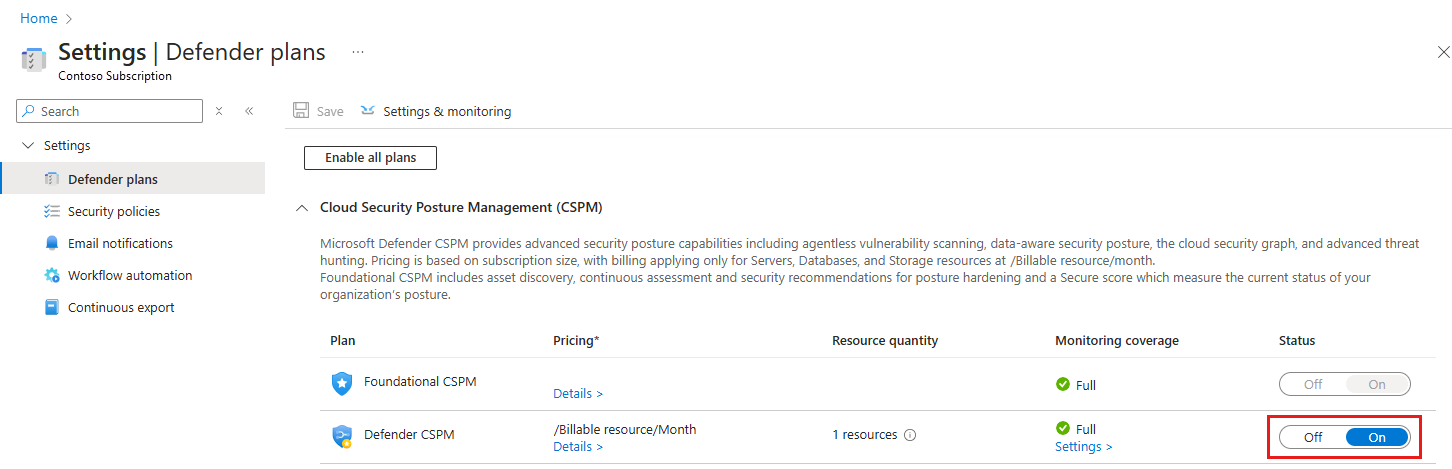 Home >
Settings | Defender plans ...
Contoso Subscription
Search
Save
Settings & monitoring
Settings
Defender plans
Security policies
Email notifications
Workflow automation
Continuous export
Enable all plans
Cloud Security Posture Management (CSPM)
Microsoft Defender CSPM provides advanced security posture capabilities including agentless vulnerability scanning, data-aware security posture, the cloud security graph, and advanced threat
hunting. Pricing is based on subscription size, with billing applying only for Servers, Databases, and Storage resources at /Billable resource/month.
Foundational CSPM includes asset discovery, continuous assessment and security recommendations for posture hardening and a Secure score which measure the current status of your
organization's posture.
Plan Pricing* Resource quantity Monitoring coverage Status
Foundational CSPM Details > Full Off On
Defender CSPM /Billable resource/Month 1 resources Full Off On
Details > Settings >